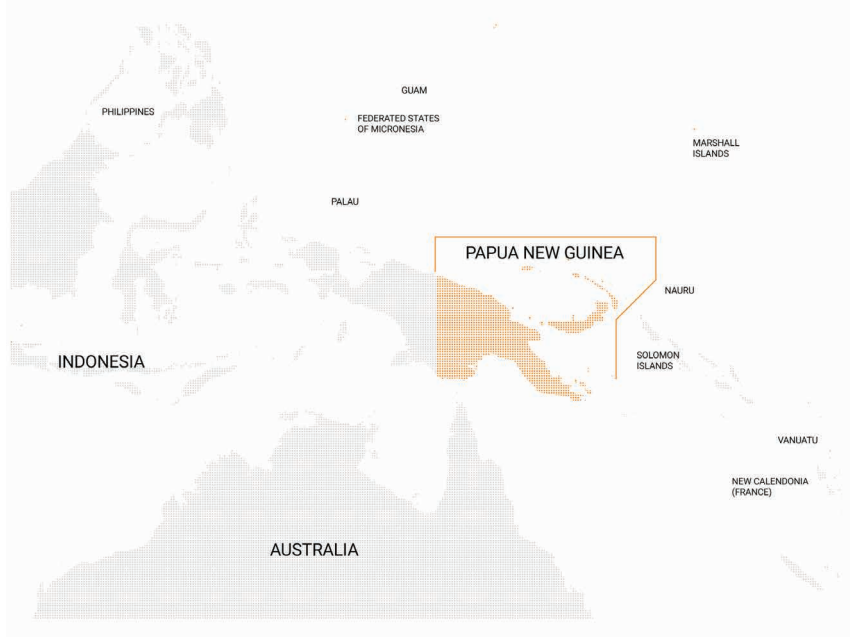 GUAM
PHILIPPINES
FEDERATED STATES
OF MICRONESIA
MARSHALL
ISLANDS
PALAU
PAPUA NEW GUINEA
NAURU
INDONESIA
SOLOMON
ISLANDS
VANUATU
NEW CALENDONIA
(FRANCE)
AUSTRALIA